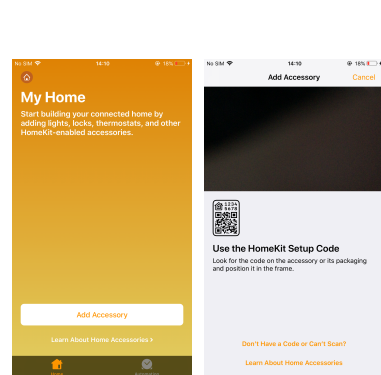 No SIM 14:10 18%
My Home
Start building your connected home by
adding lights, locks, thermostats, and other
HomeKit-enabled accessories.
Add Accessory
Learn About Home Accessories >
Home
No SIM 14:10 18%
Add Accessory Cancel
1234
5678
Use the HomeKit Setup Code
Look for the code on the accessory or its packaging
and position it in the frame.
Don't Have a Code or Can't Scan?
Learn About Home Accessories